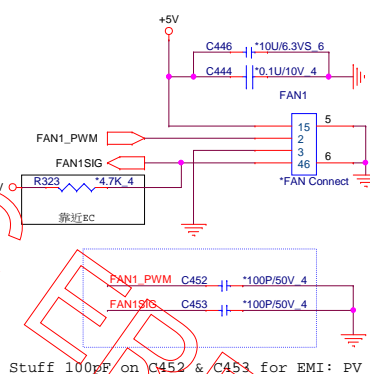 +5V
C446 *10U/6.3VS_6
C444 *0.1U/10V_4
FAN1
15 5
FAN1_PWM 2
3
FAN1SIG 46 6
*FAN Connect
R323 *4.7K_4
靠近EC
FAN1_PWM C452 *100P/50V_4
FAN1SIG C453 *100P/50V_4
Stuff 100pF on C452 & C453 for EMI: PV